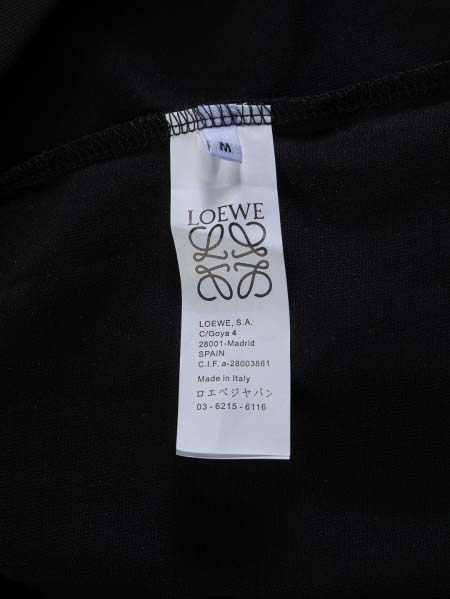 M
LOEWE
LOEWE, S.A.
C/Goya 4
28001-Madrid
SPAIN
C.I.F. a-28003861
Made in Italy
ロエベジャパン
03-6215-6116